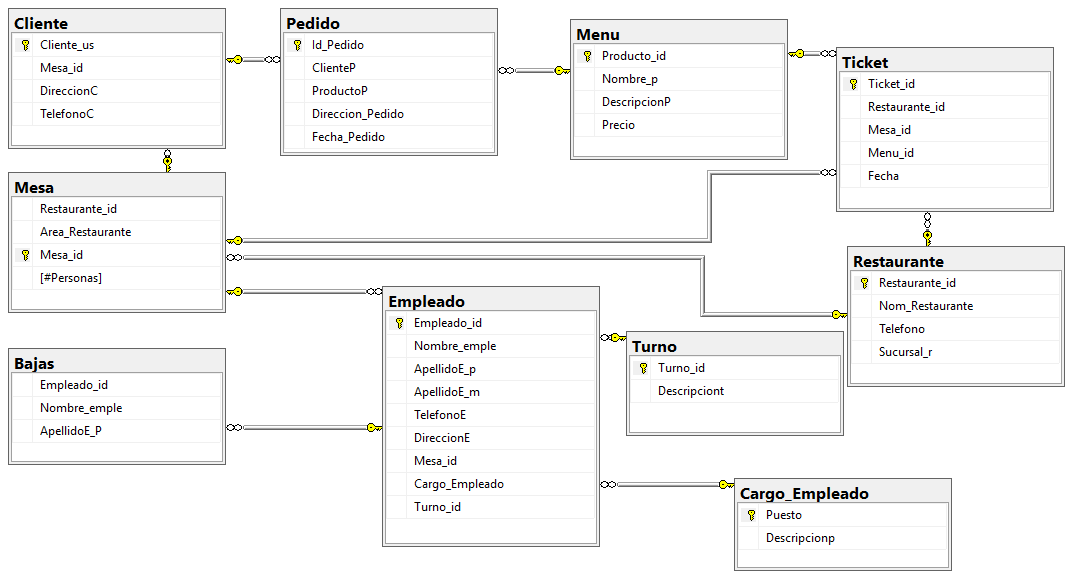 Cliente
Cliente_us
Mesa_id
DireccionC
TelefonoC
Pedido
Id_Pedido
ClienteP
ProductoP
Direccion_Pedido
Fecha_Pedido
Menu
Producto_id
Nombre_p
DescripcionP
Precio
Ticket
Ticket_id
Restaurante_id
Mesa_id
Menu_id
Fecha
Mesa
Restaurante_id
Area_Restaurante
Mesa_id
[#Personas]
Restaurante
Restaurante_id
Nom_Restaurante
Telefono
Sucursal_r
Empleado
Empleado_id
Nombre_emple
ApellidoE_p
ApellidoE_m
TelefonoE
DireccionE
Mesa_id
Cargo_Empleado
Turno_id
Turno
Turno_id
Descripciont
Bajas
Empleado_id
Nombre_emple
ApellidoE_P
Cargo_Empleado
Puesto
Descripcionp